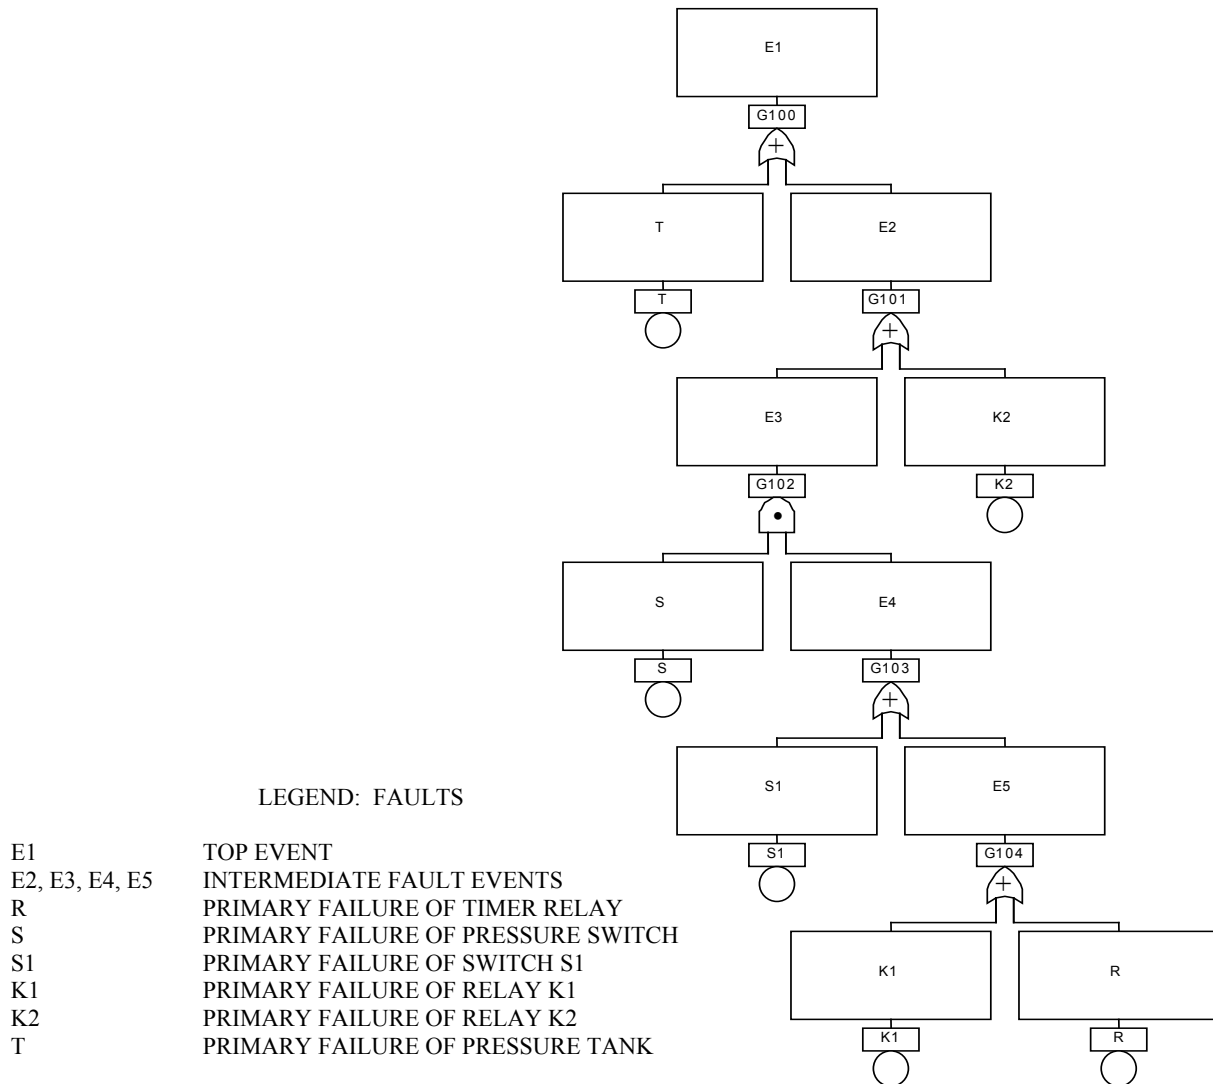 E1
G100
+
T
E2
T
G101
+
E3
K2
G102
K2
S
E4
S
G103
+
S1
E5
S1
G104
+
K1
R
K1
R
LEGEND: FAULTS
E1 TOP EVENT
E2, E3, E4, E5 INTERMEDIATE FAULT EVENTS
R PRIMARY FAILURE OF TIMER RELAY
S PRIMARY FAILURE OF PRESSURE SWITCH
S1 PRIMARY FAILURE OF SWITCH S1
K1 PRIMARY FAILURE OF RELAY K1
K2 PRIMARY FAILURE OF RELAY K2
T PRIMARY FAILURE OF PRESSURE TANK